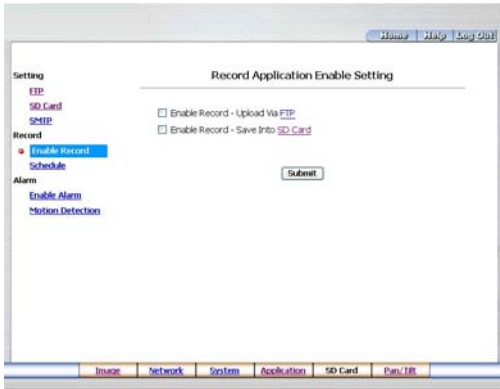 Home Help Log Out
Setting
FTP
SD Card
SMTP
Record
Enable Record
Schedule
Alarm
Enable Alarm
Motion Detection
Record Application Enable Setting
Enable Record - Upload Via FTP
Enable Record - Save Into SD Card
Submit
Image Network System Application SD Card Pan/Tilt